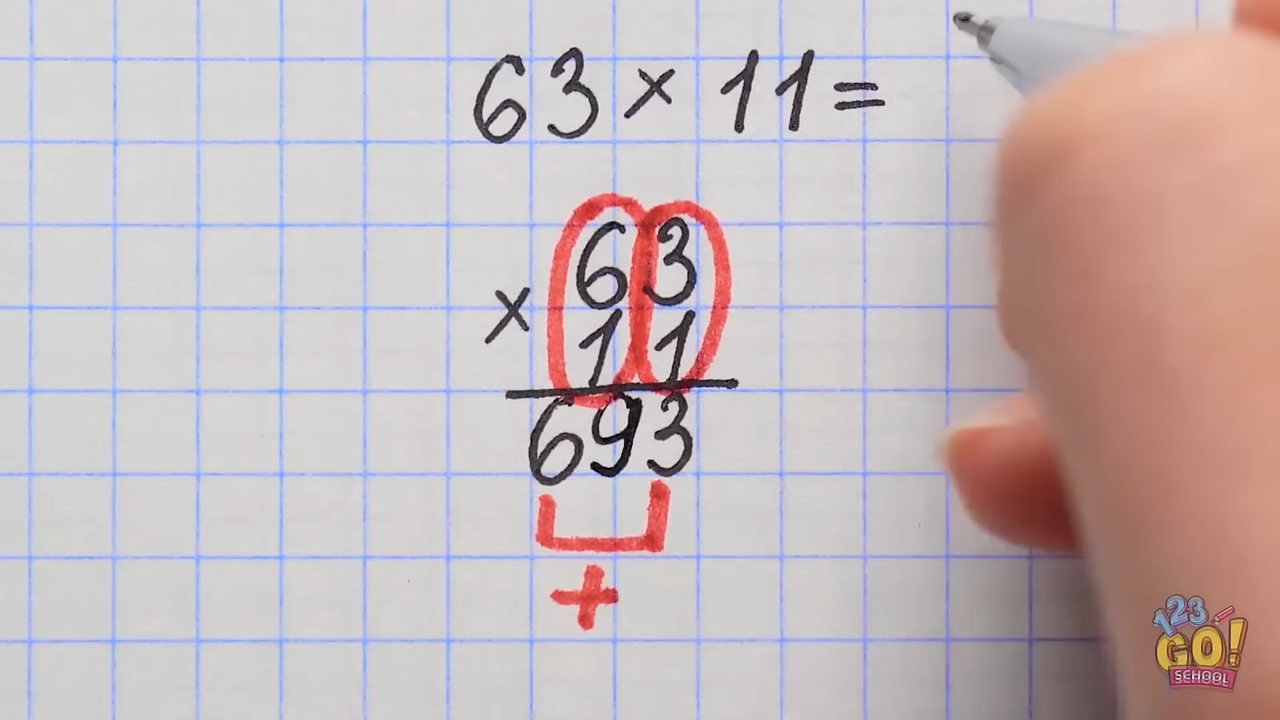 63 × 11 =
63
× 11
693
+
123
GO!
SCHOOL